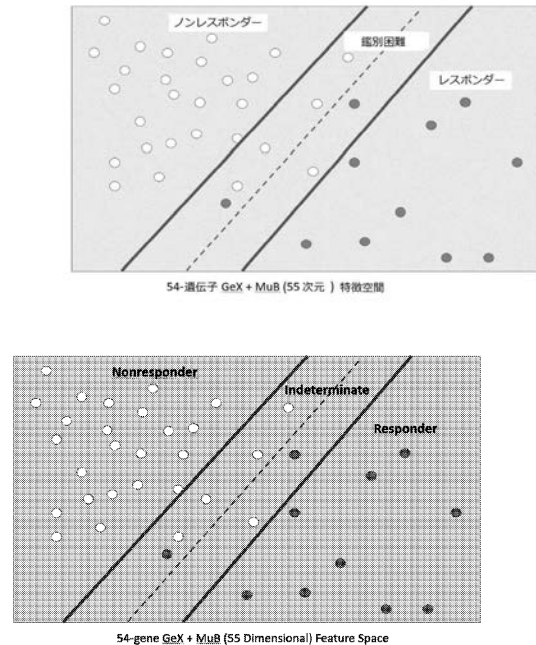 ノンレスポンダー
鑑別困難
レスポンダー
54-遺伝子 GeX + MuB (55 次元 ) 特徴空間
Nonresponder
Indeterminate
Responder
54-gene GeX + MuB (55 Dimensional) Feature Space